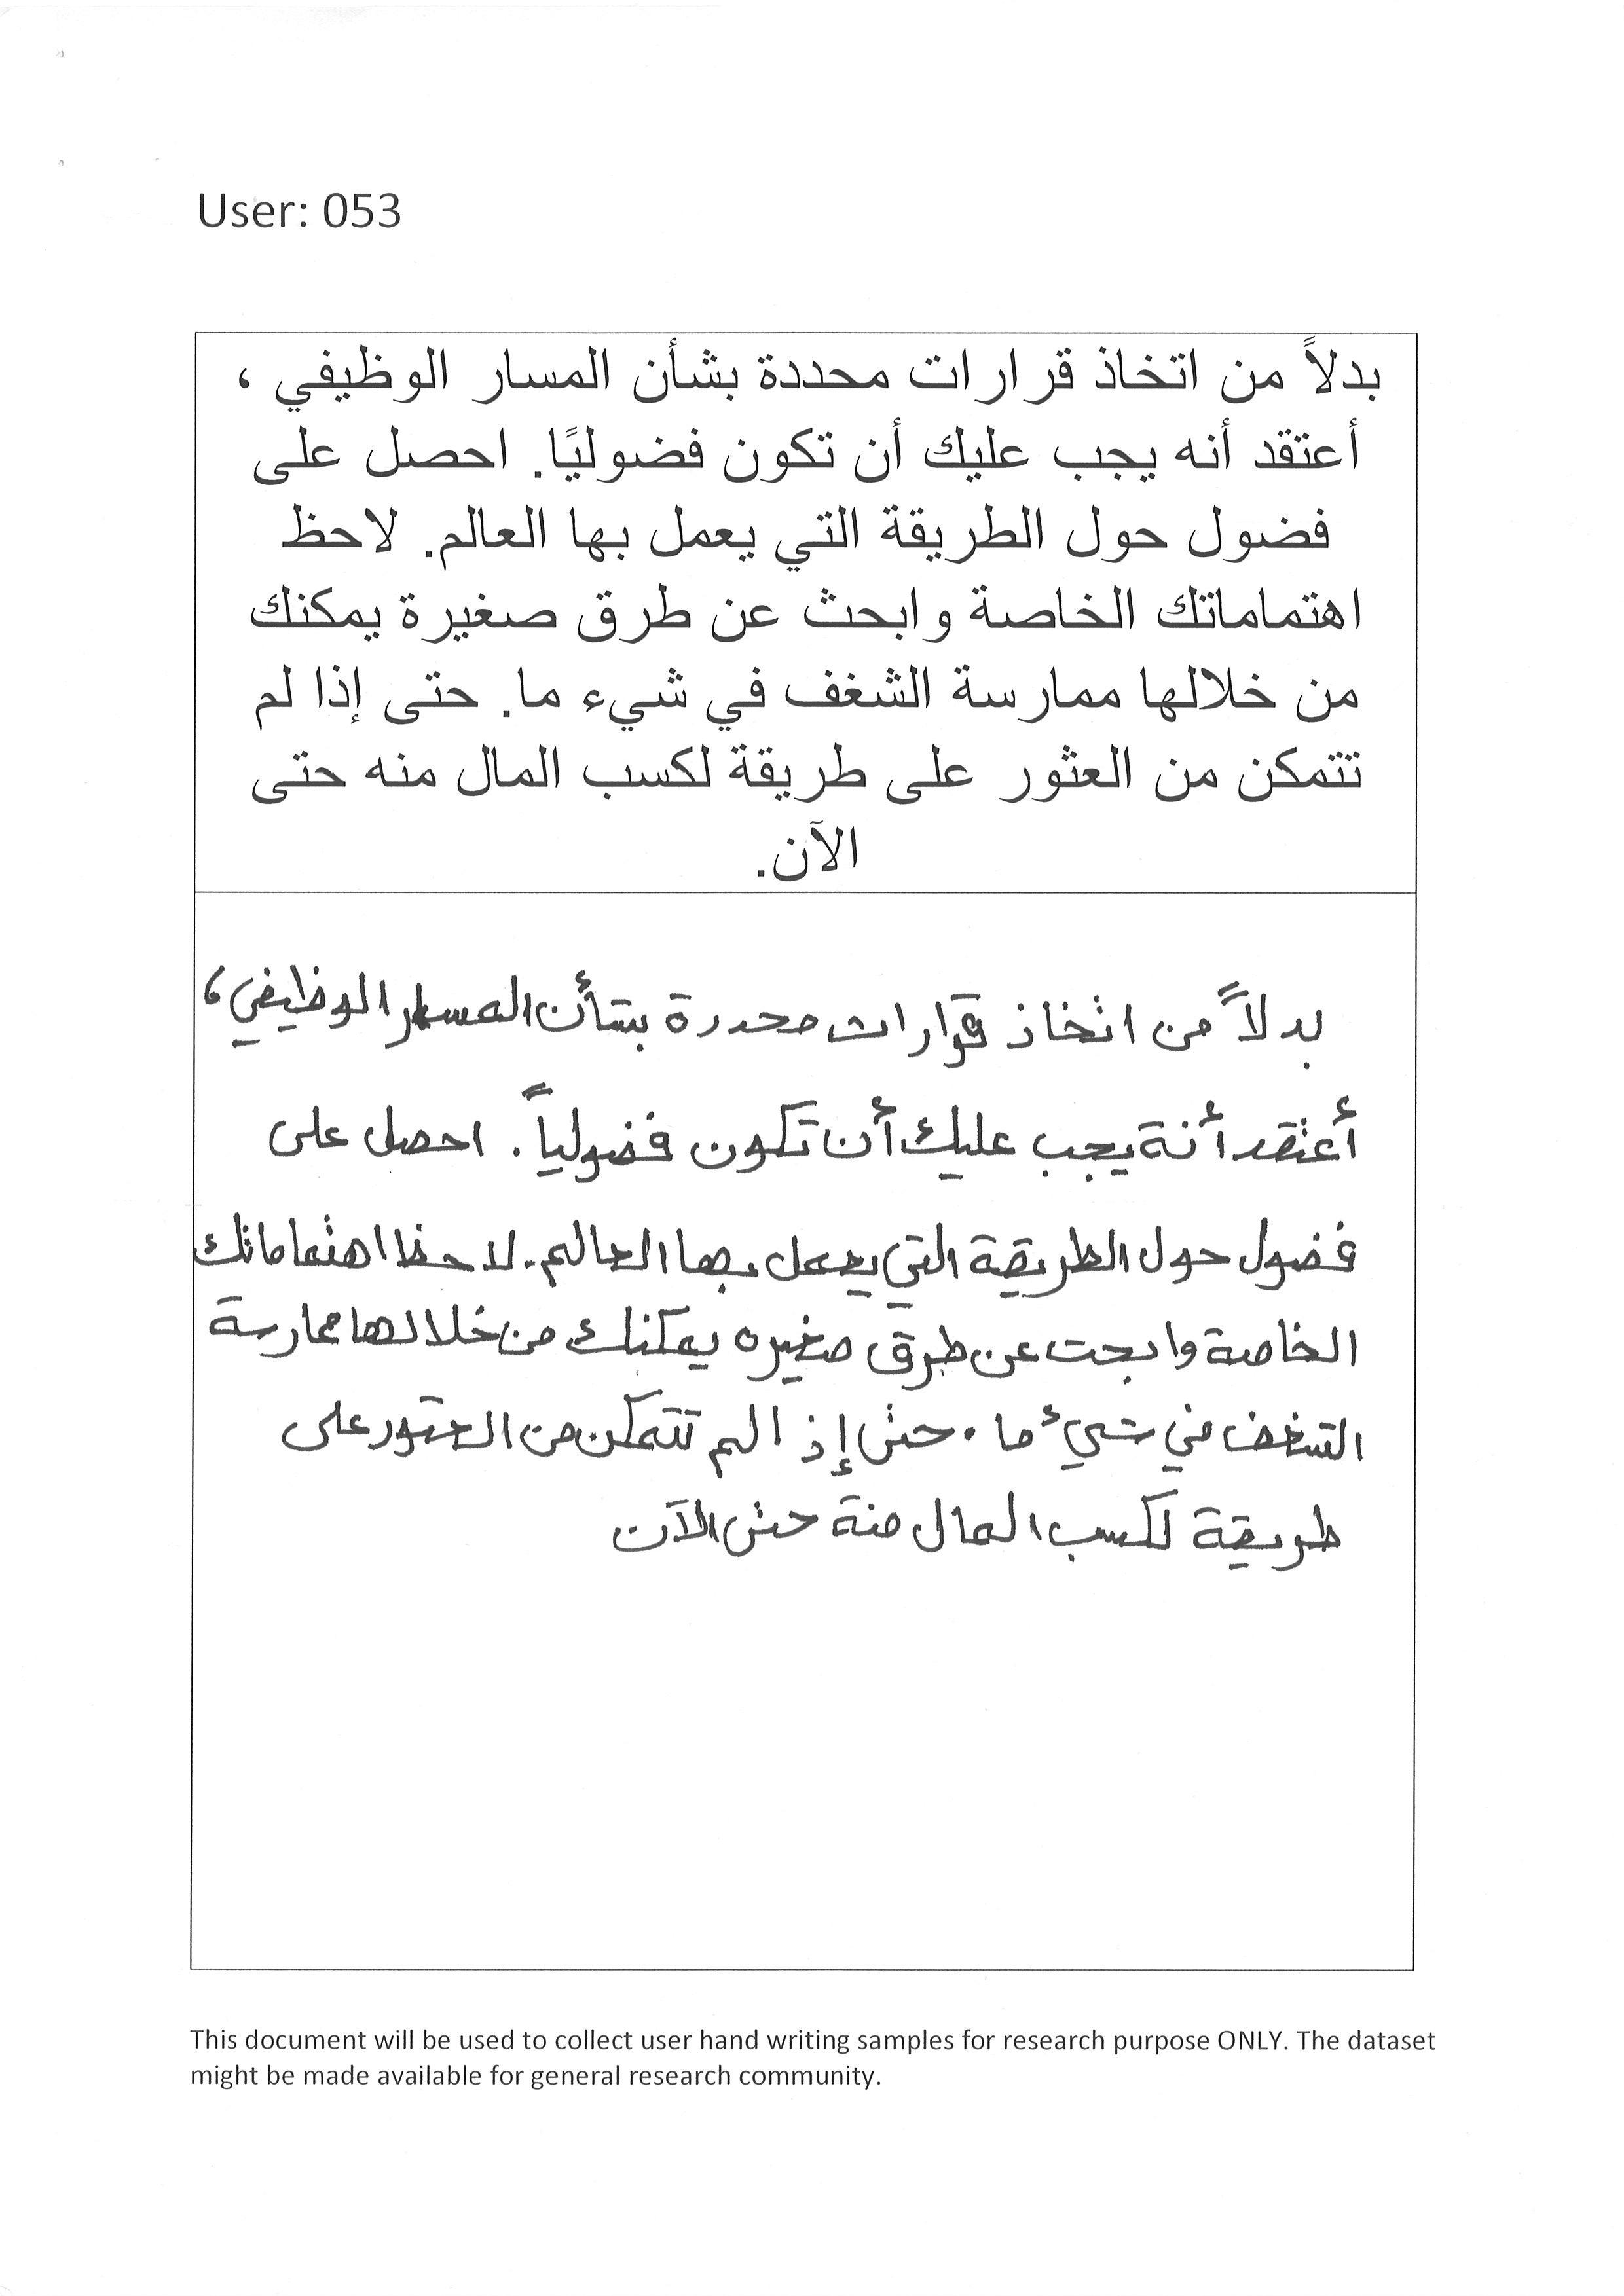 User: 053
بدلاً من اتخاذ قرارات محددة بشأن المسار الوظيفي ،
أعتقد أنه يجب عليك أن تكون فضوليًا. احصل على
فضول حول الطريقة التي يعمل بها العالم. لاحظ
اهتماماتك الخاصة وابحث عن طرق صغيرة يمكنك
من خلالها ممارسة الشغف في شيء ما. حتى إذا لم
تتمكن من العثور على طريقة لكسب المال منه حتى
الآن.
بدلاً من اتخاذ قرارات محددة بشأن المسار الوظيفي،
أعتقد أنة يجب عليك أن تكون فضولياً. احصل على
فضول حول الطريقة التي يعمل بها العالم. لاحظ اهتماماتك
الخاصة وابحث عن طرق صغيره يمكنك من خلالها ممارسة
الشغف في شيء ما. حتى إذا لم تتمكن من العثور على
طريقة لكسب المال منة حتى الآن
This document will be used to collect user hand writing samples for research purpose ONLY. The dataset
might be made available for general research community.